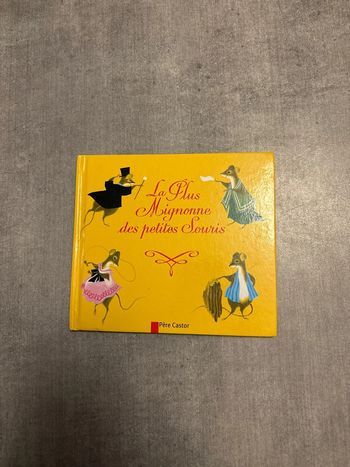 La Plus
Mignonne
des petites Souris
Père Castor